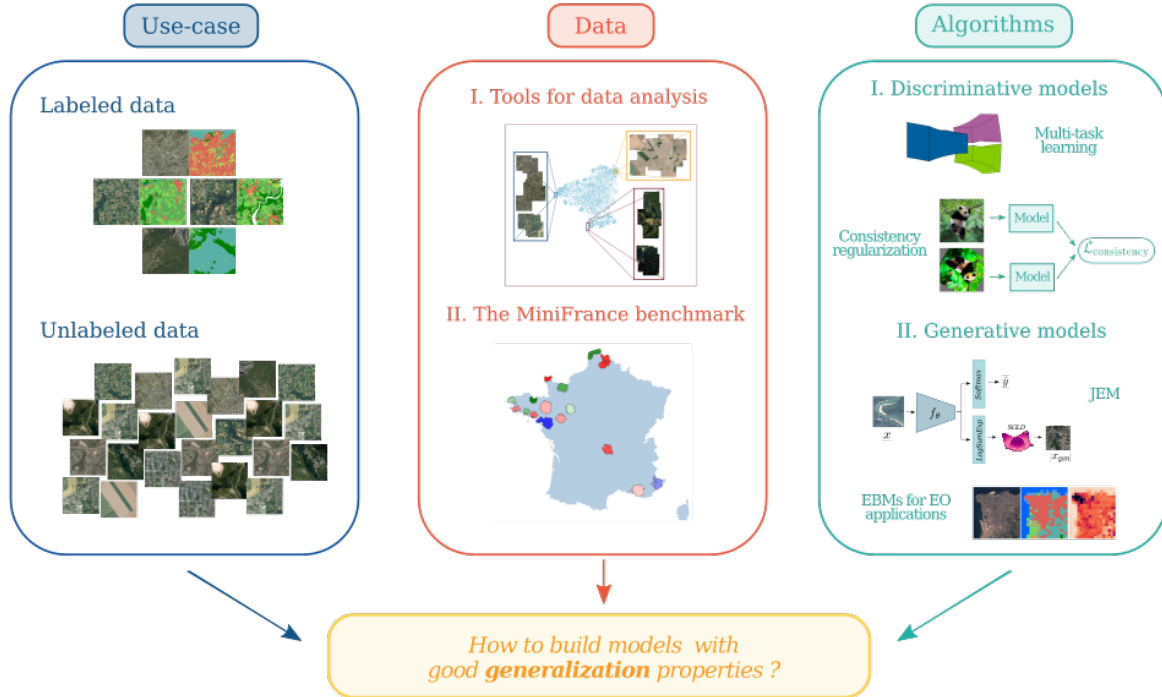 Use-case
Data
Algorithms
Labeled data
Unlabeled data
I. Tools for data analysis
II. The MiniFrance benchmark
I. Discriminative models
Multi-task
learning
Consistency
regularization
Model
Model
ℒconsistency
II. Generative models
x
fθ
Softmax
LogSumExp
ŷ
SGLD
xgen
JEM
EBMs for EO
applications
How to build models with
good generalization properties ?